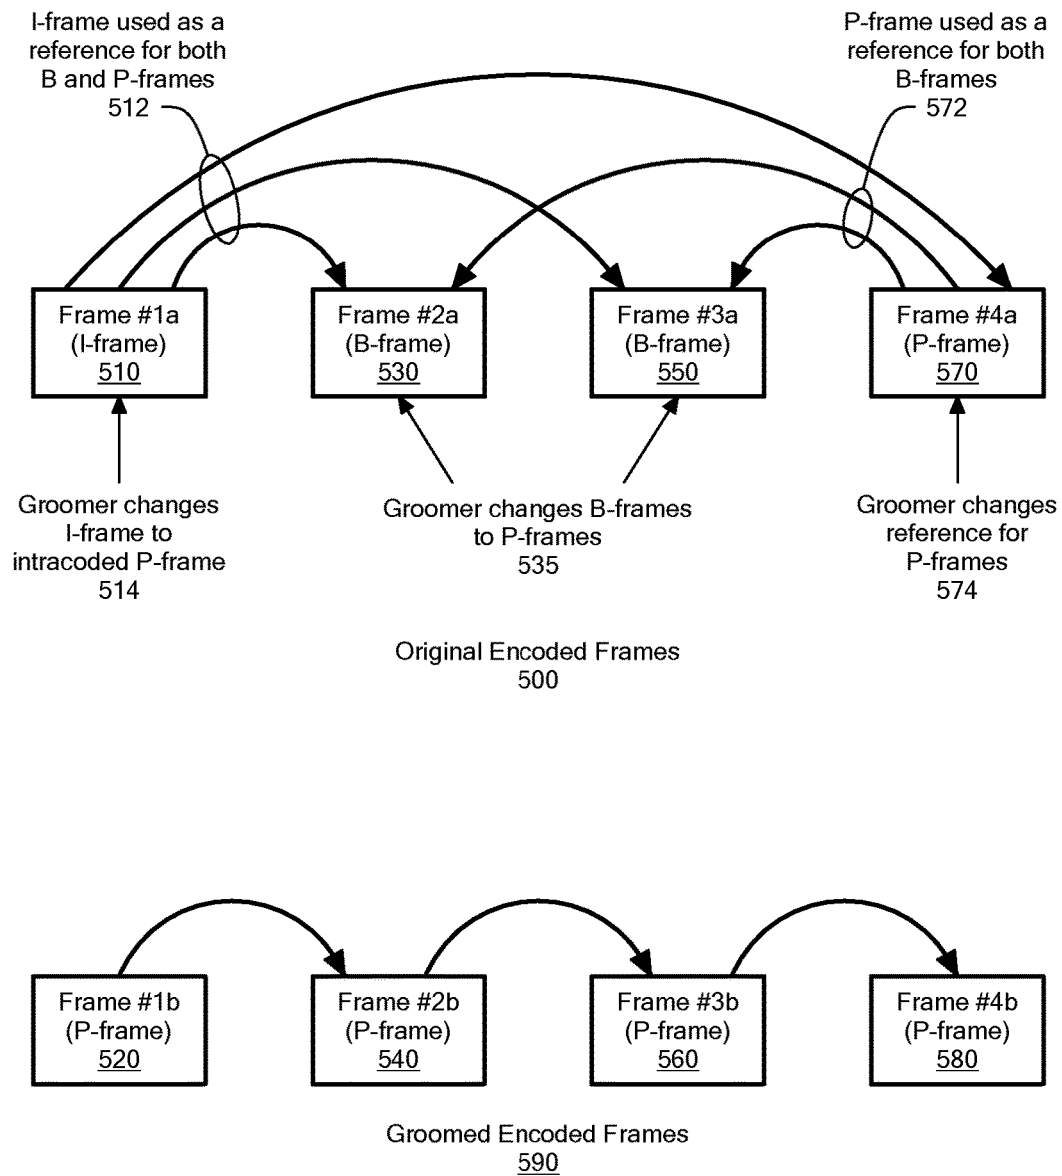 I-frame used as a
reference for both
B and P-frames
512
P-frame used as a
reference for both
B-frames
572
Frame #1a
(I-frame)
510
Frame #2a
(B-frame)
530
Frame #3a
(B-frame)
550
Frame #4a
(P-frame)
570
Groomer changes
I-frame to
intracoded P-frame
514
Groomer changes B-frames
to P-frames
535
Groomer changes
reference for
P-frames
574
Original Encoded Frames
500
Frame #1b
(P-frame)
520
Frame #2b
(P-frame)
540
Frame #3b
(P-frame)
560
Frame #4b
(P-frame)
580
Groomed Encoded Frames
590